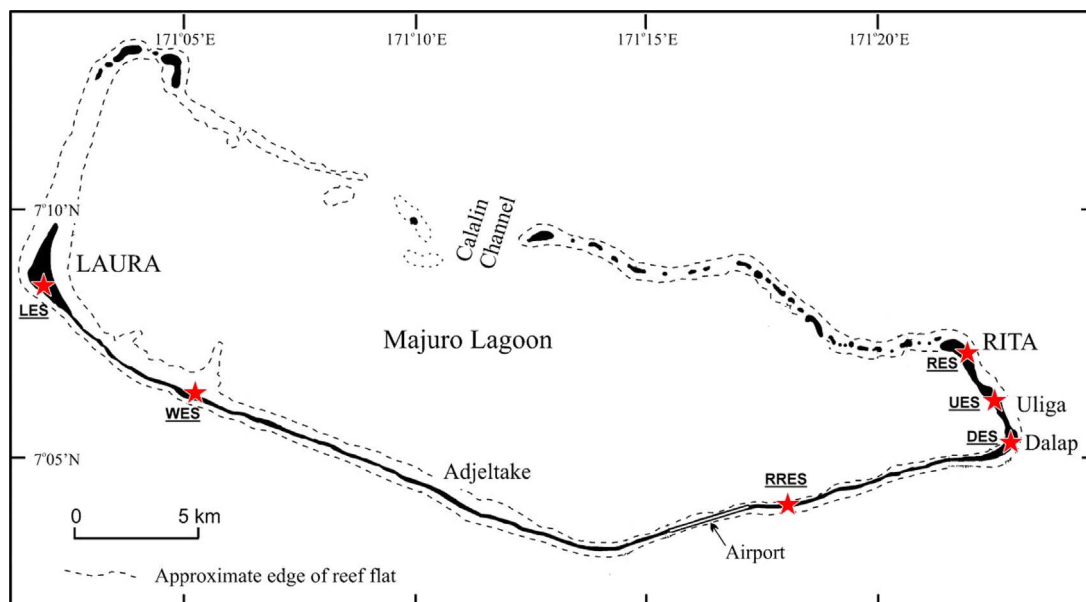 171°05'E
171°10'E
171°15'E
171°20'E
7°10'N
Calalin
Channel
LAURA
LES
Majuro Lagoon
RITA
RES
WES
UES
Uliga
DES
Dalap
7°05'N
Adjeltake
RRES
0 5 km
Airport
Approximate edge of reef flat